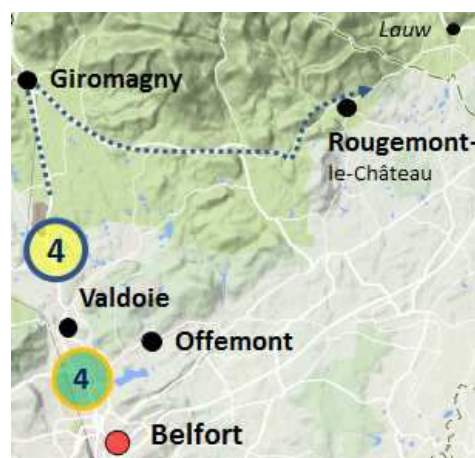 Lauw
Giromagny
Rougemont-
le-Château
4
Valdoie
Offemont
4
Belfort